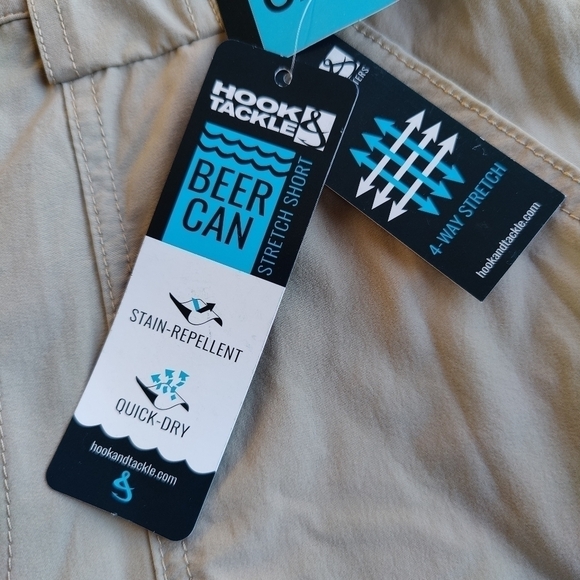 HOOK &
TACKLE
BEER
CAN
STRETCH SHORT
STAIN-REPELLENT
QUICK-DRY
hookandtackle.com
4-WAY STRETCH
hookandtackle.com